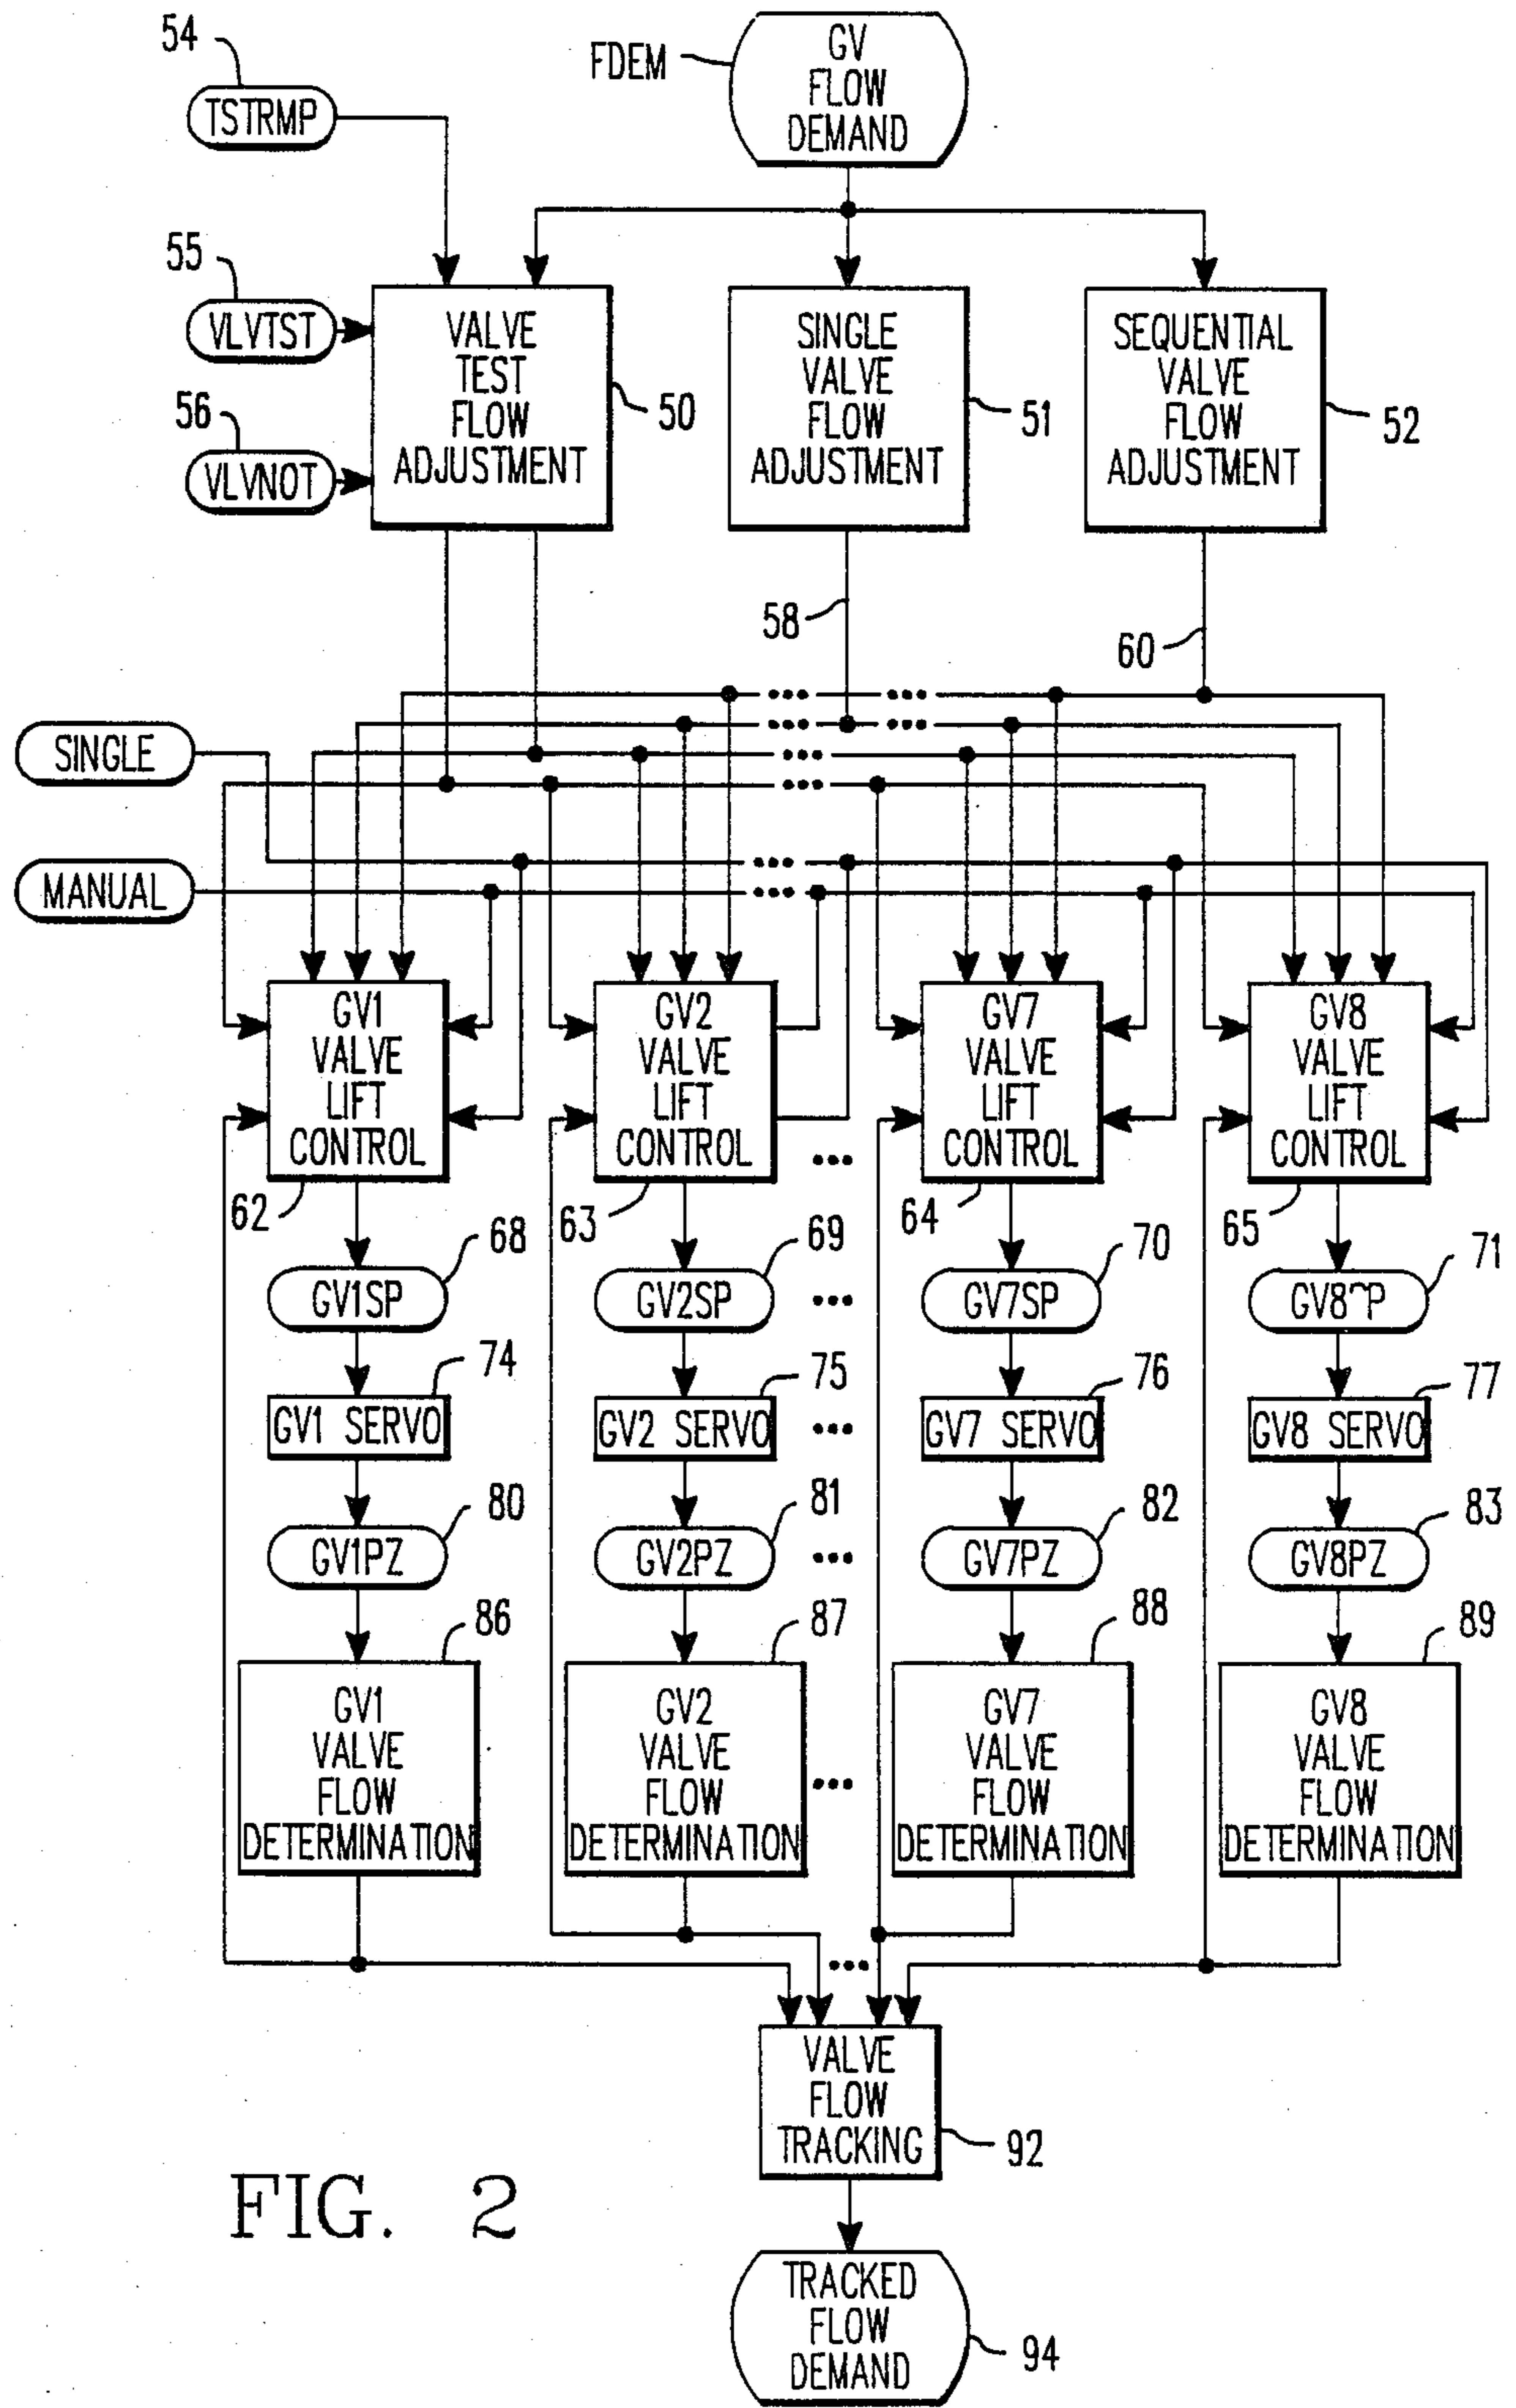 54
FDEM
GV
FLOW
DEMAND
TSTRMP
55
VLVTST
56
VLVNOT
VALVE
TEST
FLOW
ADJUSTMENT
50
SINGLE
VALVE
FLOW
ADJUSTMENT
51
SEQUENTIAL
VALVE
FLOW
ADJUSTMENT
52
58
60
SINGLE
MANUAL
GV1
VALVE
LIFT
CONTROL
62
GV2
VALVE
LIFT
CONTROL
63
GV7
VALVE
LIFT
CONTROL
64
GV8
VALVE
LIFT
CONTROL
65
68
GV1SP
69
GV2SP
70
GV7SP
71
74
GV1 SERVO
75
GV2 SERVO
76
GV7 SERVO
77
GV8 SERVO
80
GV1PZ
81
GV2PZ
82
GV7PZ
83
GV8PZ
86
GV1
VALVE
FLOW
DETERMINATION
87
GV2
VALVE
FLOW
DETERMINATION
88
GV7
VALVE
FLOW
DETERMINATION
89
GV8
VALVE
FLOW
DETERMINATION
VALVE
FLOW
TRACKING
92
FIG. 2
TRACKED
FLOW
DEMAND
94